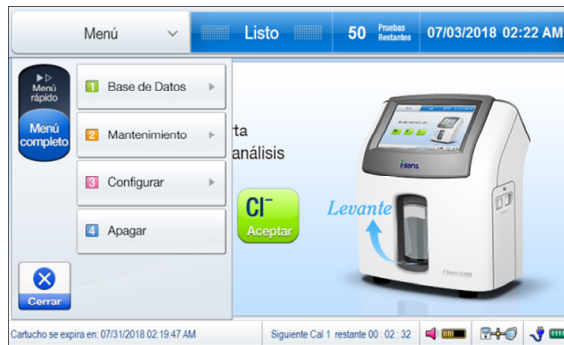 Menú
Listo
50 Pruebas Restantes
07/03/2018 02:22 AM
Menú rápido
Menú completo
1 Base de Datos
2 Mantenimiento
3 Configurar
4 Apagar
Cerrar
ta
análisis
Cl⁻
Aceptar
Levante
i-sens
Cartucho se expira en: 07/31/2018 02:19:47 AM
Siguiente Cal 1 restante 00 : 02 : 32